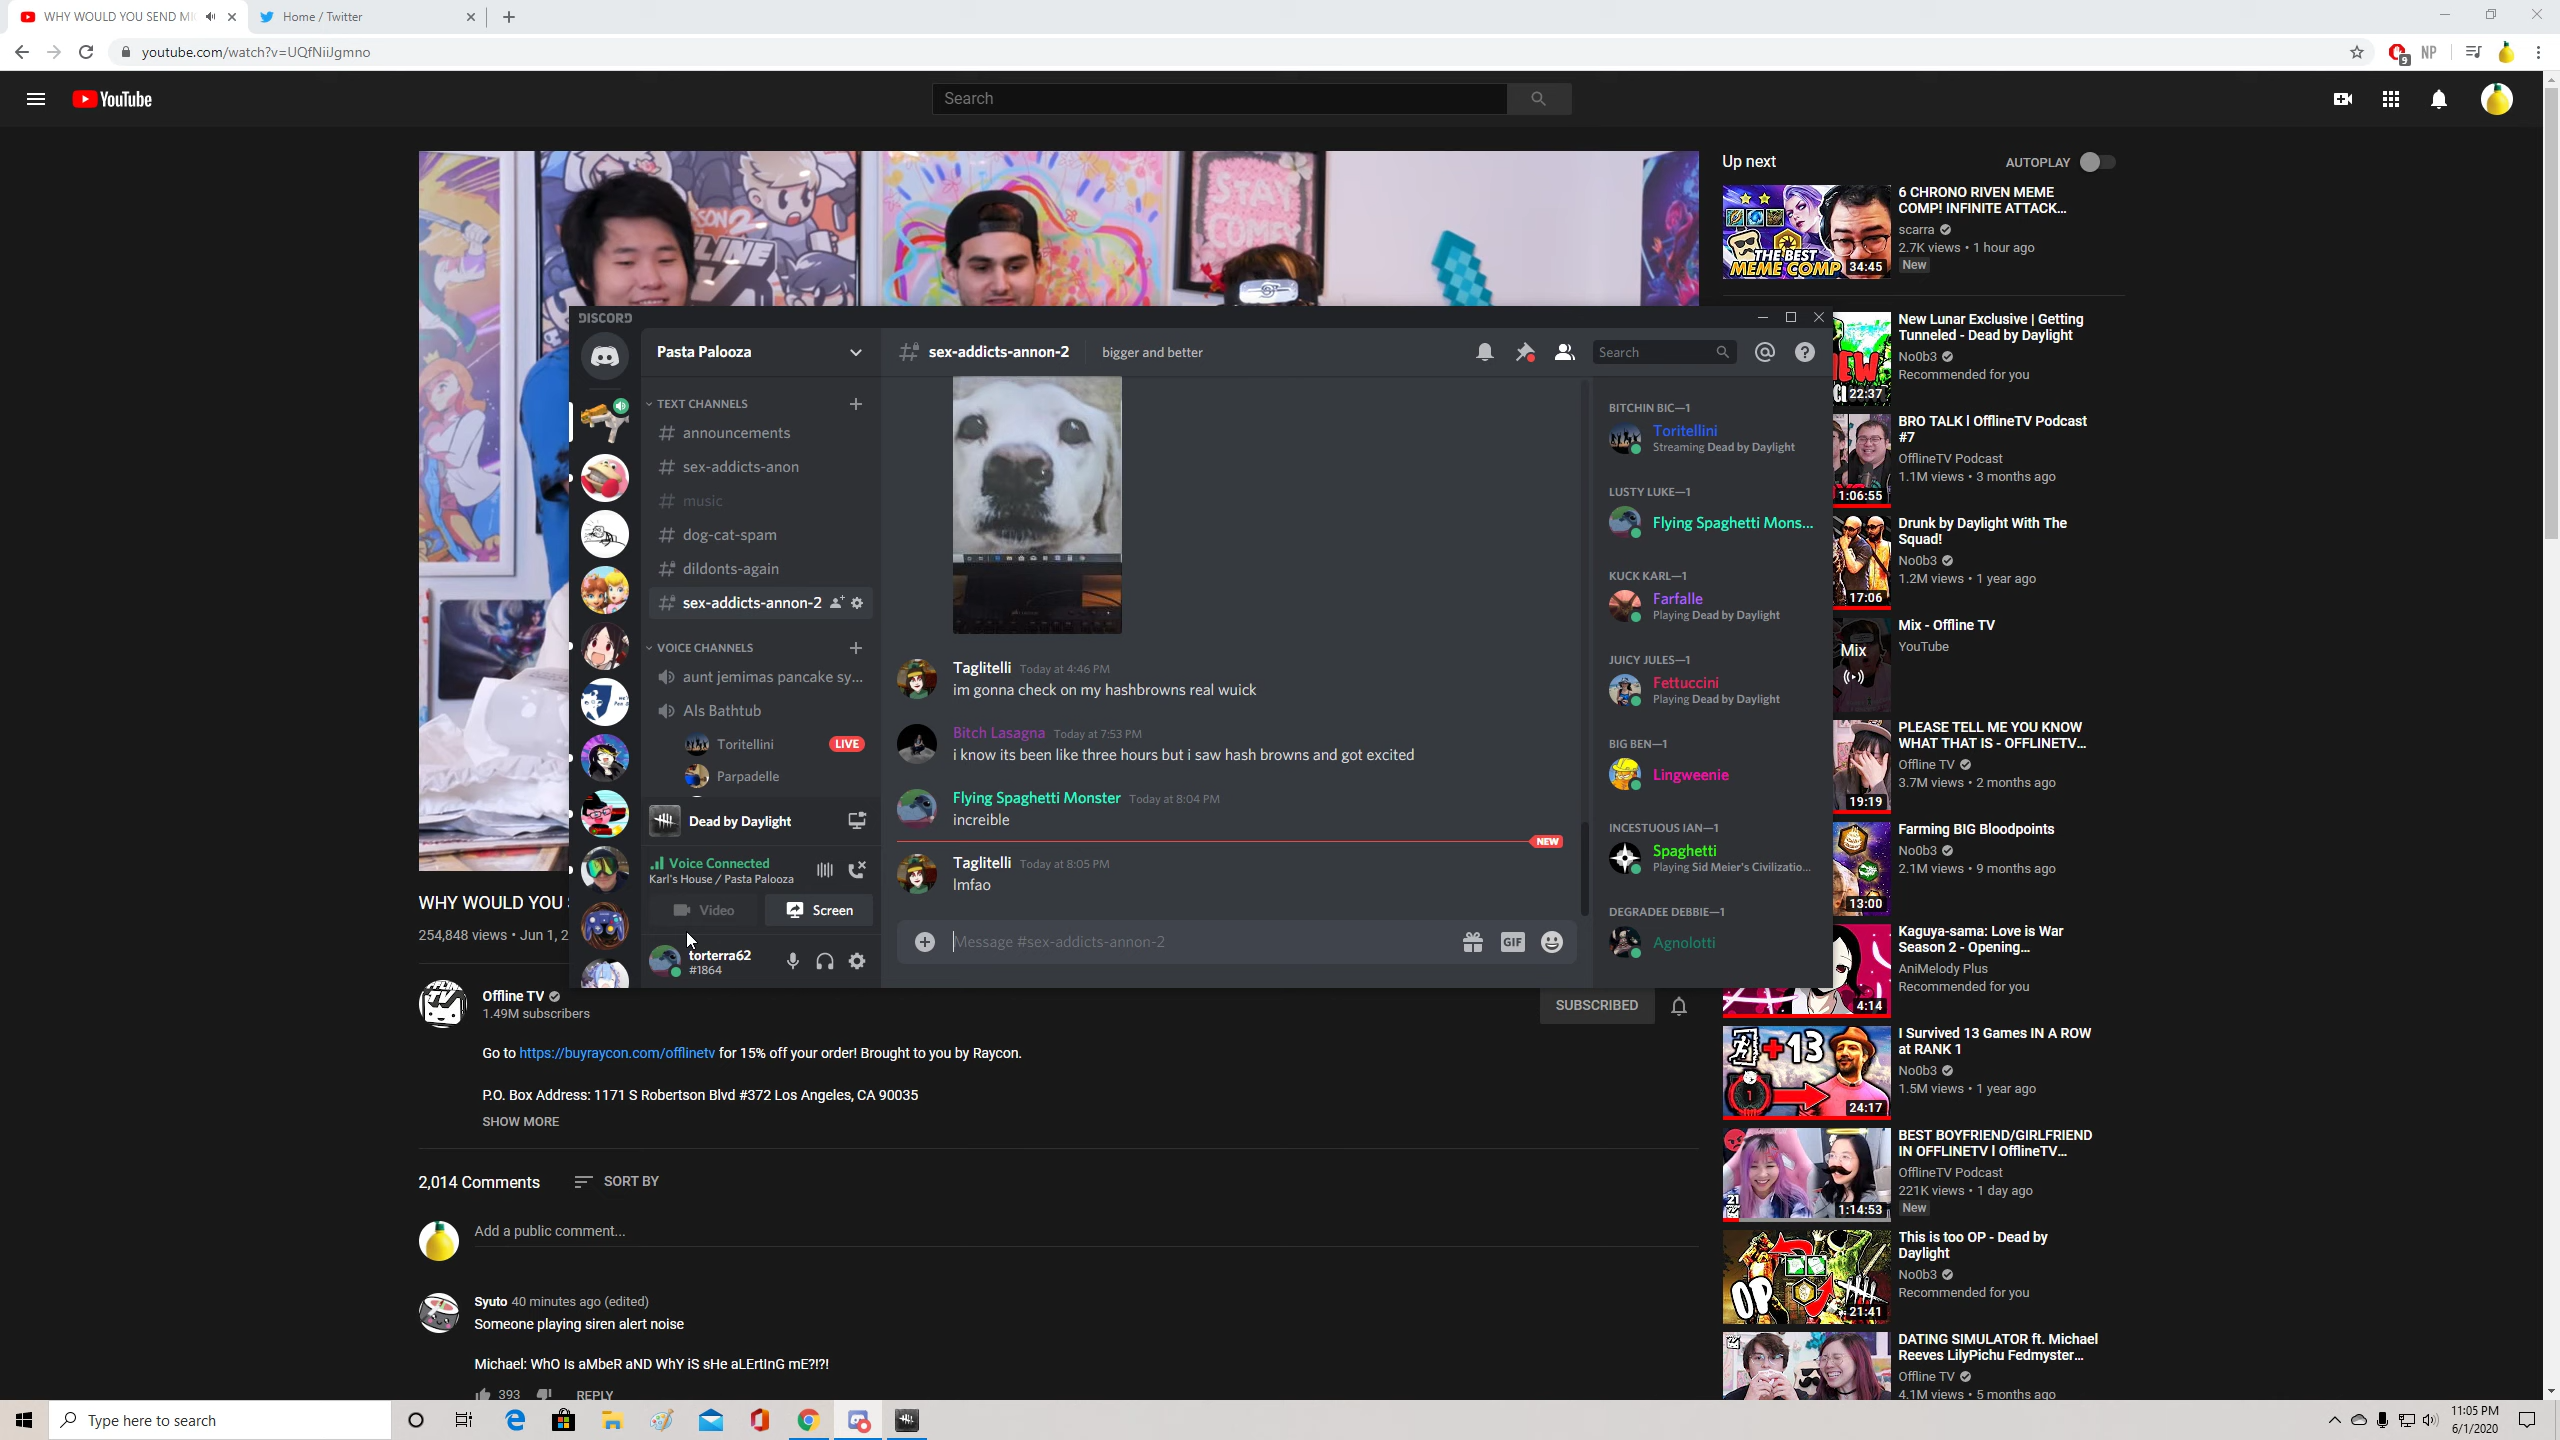 WHY WOULD YOU SEND MI
Home / Twitter
youtube.com/watch?v=UQfNiiJgmno
9
NP
YouTube
Search
STAY
COMFY
Up next
AUTOPLAY
THE BEST
MEME COMP
34:45
6 CHRONO RIVEN MEME
COMP! INFINITE ATTACK...
scarra
2.7K views • 1 hour ago
New
DISCORD
Pasta Palooza
sex-addicts-annon-2
bigger and better
Search
TEXT CHANNELS
announcements
sex-addicts-anon
music
dog-cat-spam
dildonts-again
sex-addicts-annon-2
VOICE CHANNELS
aunt jemimas pancake sy...
Als Bathtub
Toritellini
LIVE
Parpadelle
Dead by Daylight
Voice Connected
Karl's House / Pasta Palooza
Video
Screen
torterra62
#1864
Taglitelli Today at 4:46 PM
im gonna check on my hashbrowns real wuick
Bitch Lasagna Today at 7:53 PM
i know its been like three hours but i saw hash browns and got excited
Flying Spaghetti Monster Today at 8:04 PM
increible
NEW
Taglitelli Today at 8:05 PM
lmfao
Message #sex-addicts-annon-2
GIF
BITCHIN BIC—1
Toritellini
Streaming Dead by Daylight
LUSTY LUKE—1
Flying Spaghetti Mons...
KUCK KARL—1
Farfalle
Playing Dead by Daylight
JUICY JULES—1
Fettuccini
Playing Dead by Daylight
BIG BEN—1
Lingweenie
INCESTUOUS IAN—1
Spaghetti
Playing Sid Meier's Civilizatio...
DEGRADEE DEBBIE—1
Agnolotti
22:37
New Lunar Exclusive | Getting
Tunneled - Dead by Daylight
No0b3
Recommended for you
1:06:55
BRO TALK I OfflineTV Podcast
#7
OfflineTV Podcast
1.1M views • 3 months ago
17:06
Drunk by Daylight With The
Squad!
No0b3
1.2M views • 1 year ago
Mix
Mix - Offline TV
YouTube
19:19
PLEASE TELL ME YOU KNOW
WHAT THAT IS - OFFLINETV...
Offline TV
3.7M views • 2 months ago
13:00
Farming BIG Bloodpoints
No0b3
2.1M views • 9 months ago
4:14
Kaguya-sama: Love is War
Season 2 - Opening...
AniMelody Plus
Recommended for you
+13
1
24:17
I Survived 13 Games IN A ROW
at RANK 1
No0b3
1.5M views • 1 year ago
21
1:14:53
BEST BOYFRIEND/GIRLFRIEND
IN OFFLINETV I OfflineTV...
OfflineTV Podcast
221K views • 1 day ago
New
OP
21:41
This is too OP - Dead by
Daylight
No0b3
Recommended for you
DATING SIMULATOR ft. Michael
Reeves LilyPichu Fedmyster...
Offline TV
4.1M views • 5 months ago
WHY WOULD YOU
254,848 views • Jun 1, 2
Offline TV
1.49M subscribers
SUBSCRIBED
Go to https://buyraycon.com/offlinetv for 15% off your order! Brought to you by Raycon.
P.O. Box Address: 1171 S Robertson Blvd #372 Los Angeles, CA 90035
SHOW MORE
2,014 Comments
SORT BY
Add a public comment...
Syuto 40 minutes ago (edited)
Someone playing siren alert noise
Michael: WhO Is aMbeR aND WhY iS sHe aLErtInG mE?!?!
393
REPLY
Type here to search
11:05 PM
6/1/2020